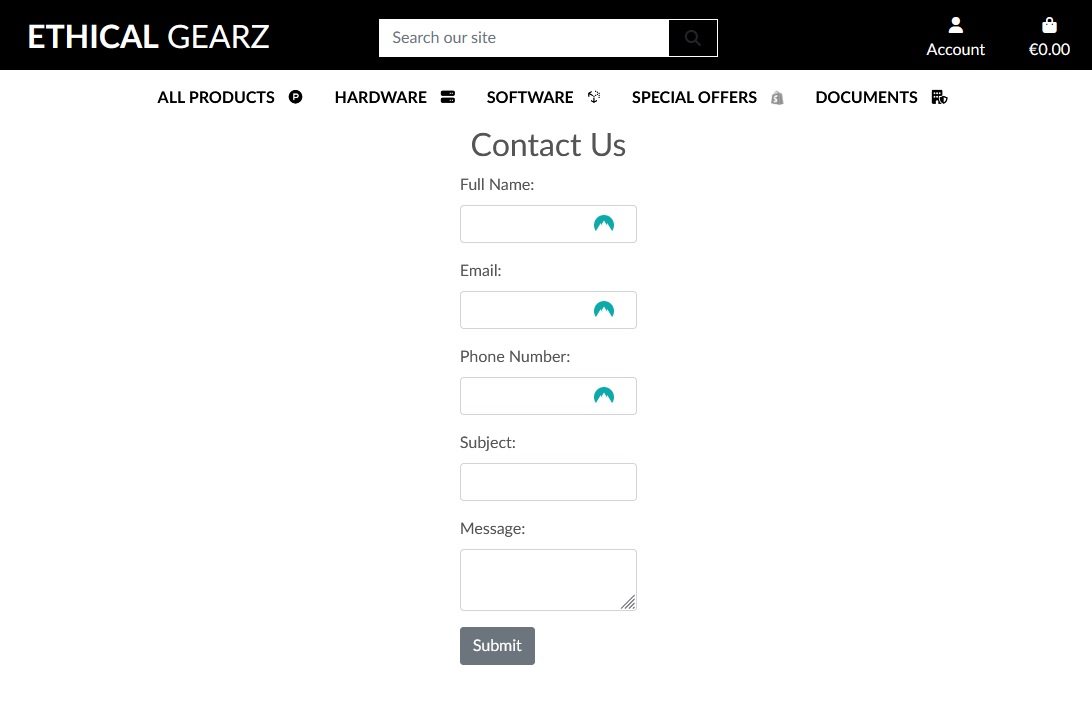 ETHICAL GEARZ
Search our site
Account
€0.00
ALL PRODUCTS
HARDWARE
SOFTWARE
SPECIAL OFFERS
DOCUMENTS
Contact Us
Full Name:
Email:
Phone Number:
Subject:
Message:
Submit